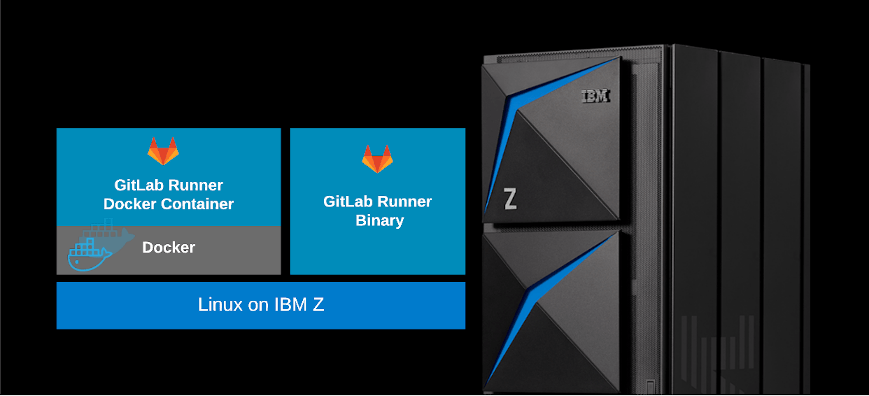 GitLab Runner
Docker Container
Docker
GitLab Runner
Binary
Linux on IBM Z
IBM
Z